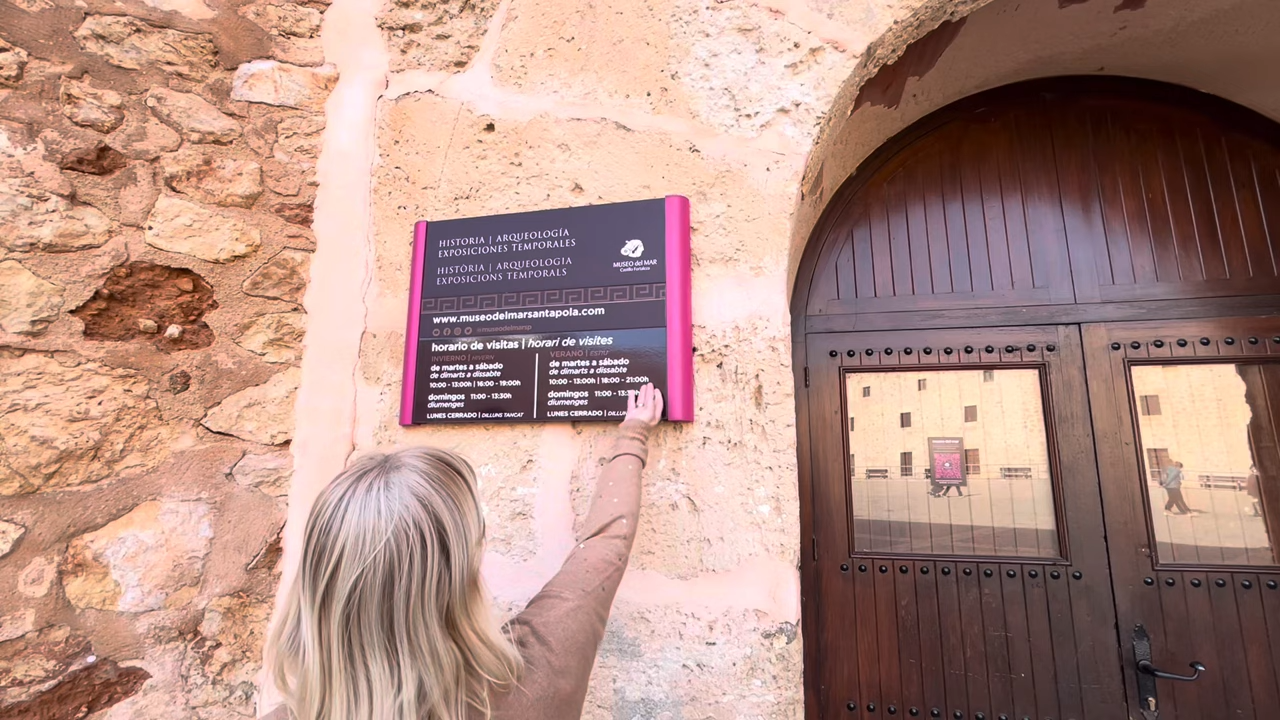 HISTORIA | ARQUEOLOGÍA
EXPOSICIONES TEMPORALES
HISTÒRIA | ARQUEOLOGIA
EXPOSICIONS TEMPORALS
MUSEO del MAR
Castillo Fortaleza
www.museodelmarsantapola.com
@museodelmarsp
horario de visitas | horari de visites
INVIERNO | HIVERN
de martes a sábado
de dimarts a dissabte
10:00 - 13:00h | 16:00 - 19:00h
domingos 11:00 - 13:30h
diumenges
LUNES CERRADO | DILLUNS TANCAT
VERANO | ESTIU
de martes a sábado
de dimarts a dissabte
10:00 - 13:00h | 18:00 - 21:00h
domingos 11:00 - 13:30h
diumenges
LUNES CERRADO |